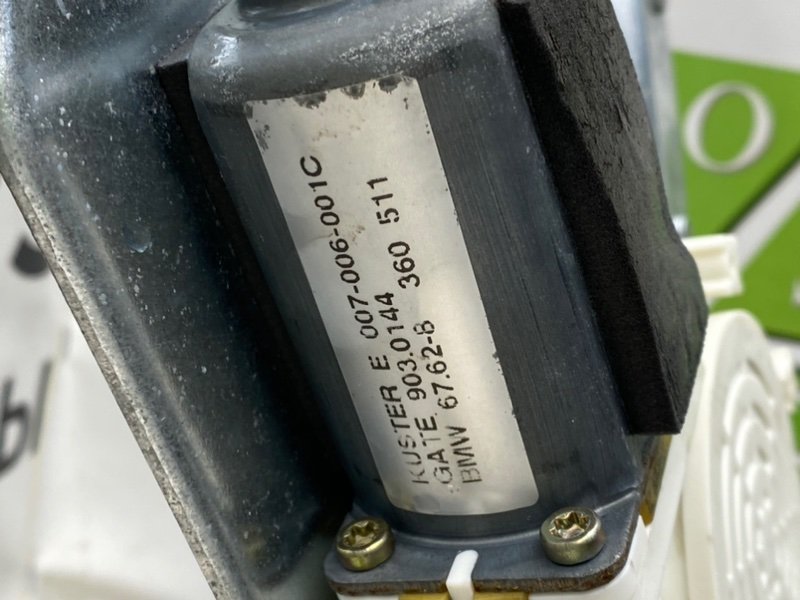 KUSTER E 007-006-001C
GATE 903.0144
BMW 67.62-8 360 511
O